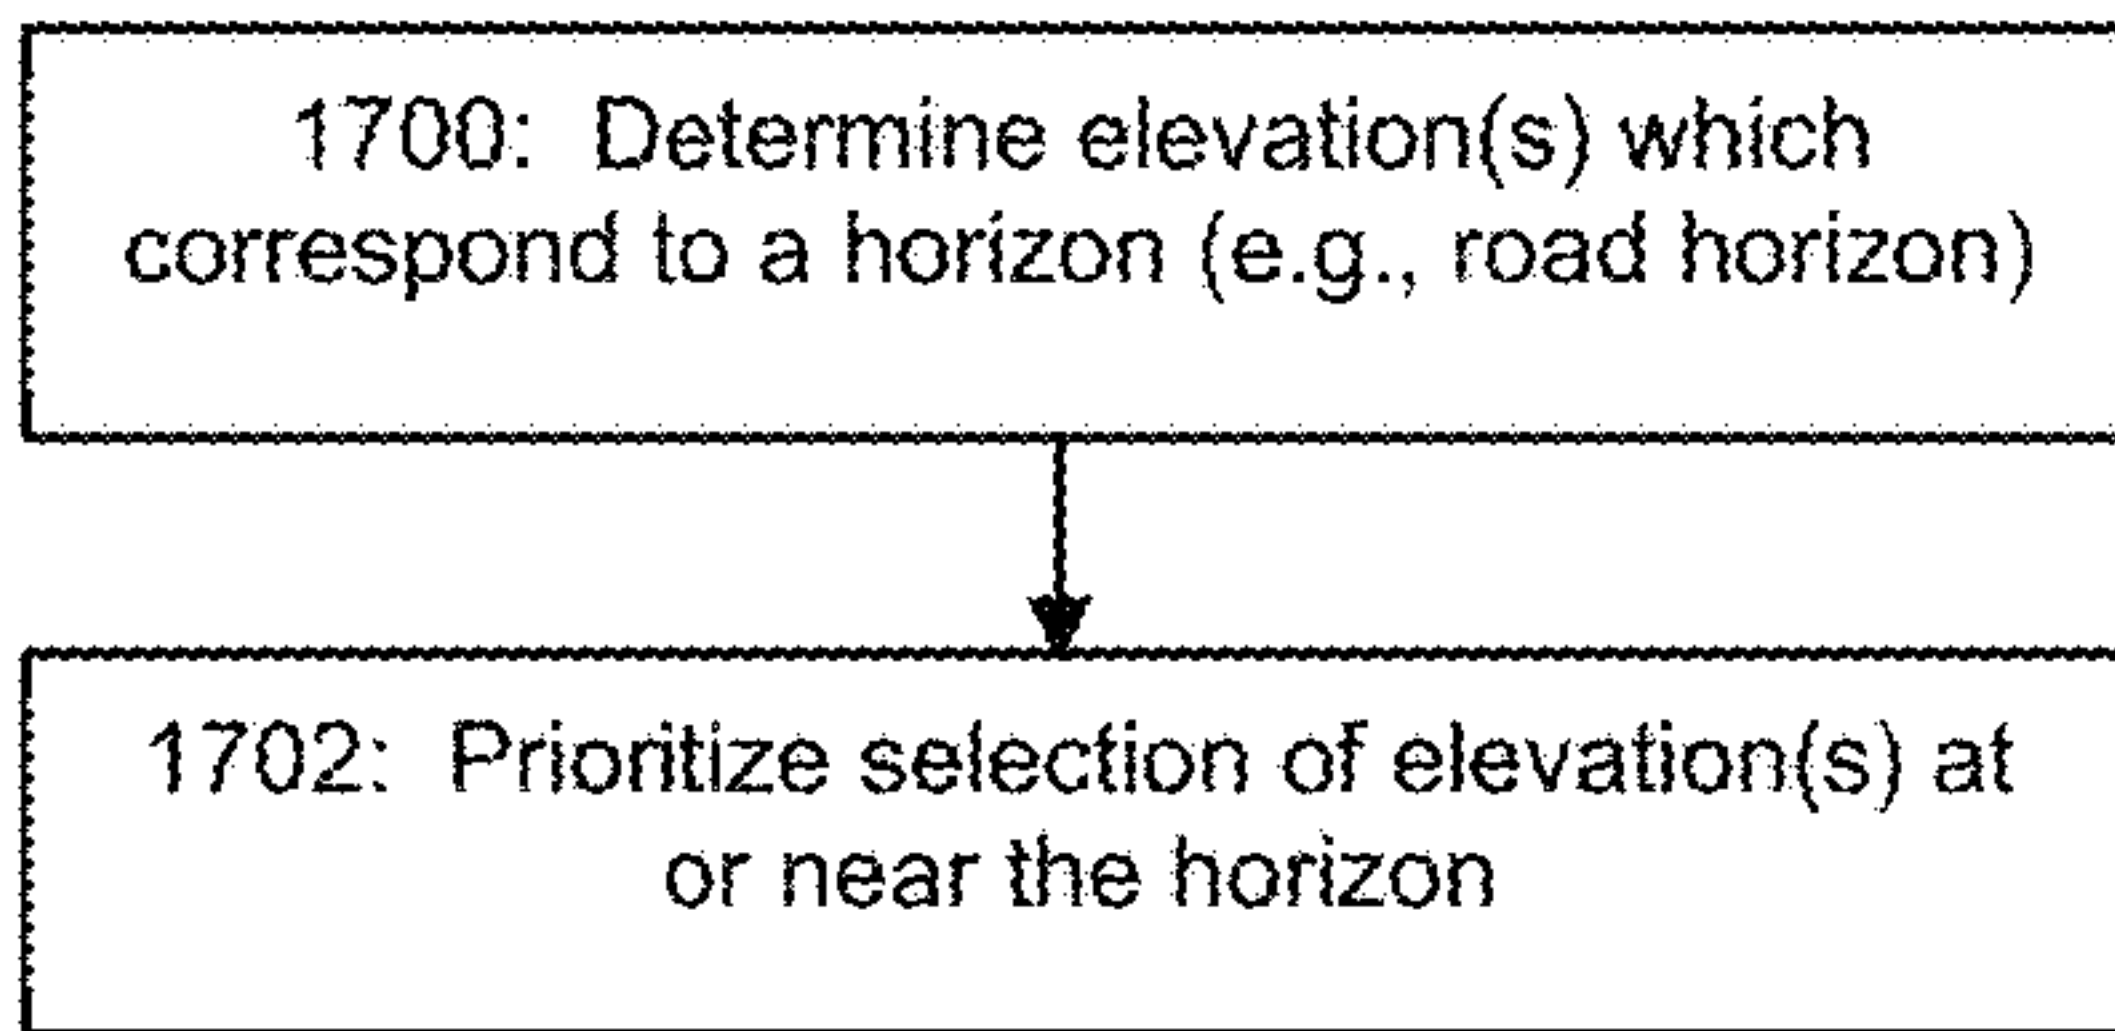 1700: Determine elevation(s) which
correspond to a horizon (e.g., road horizon)
1702: Prioritize selection of elevation(s) at
or near the horizon